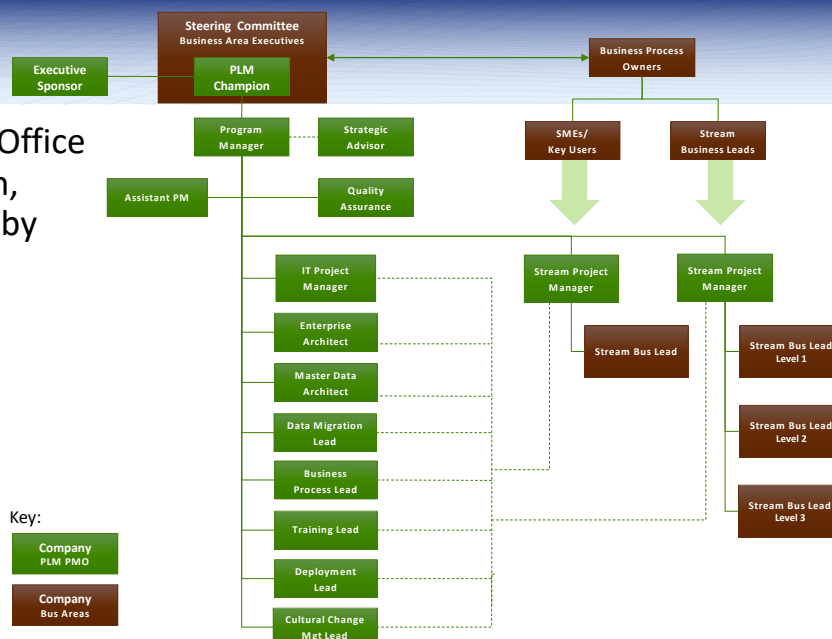 Steering Committee
Business Area Executives
Executive
Sponsor
PLM
Champion
Business Process
Owners
Office
n,
by
Program
Manager
Strategic
Advisor
SMEs/
Key Users
Stream
Business Leads
Assistant PM
Quality
Assurance
IT Project
Manager
Stream Project
Manager
Stream Project
Manager
Enterprise
Architect
Stream Bus Lead
Stream Bus Lead
Level 1
Master Data
Architect
Data Migration
Lead
Stream Bus Lead
Level 2
Business
Process Lead
Stream Bus Lead
Level 3
Training Lead
Deployment
Lead
Cultural Change
Mgt Lead
Key:
Company
PLM PMO
Company
Bus Areas